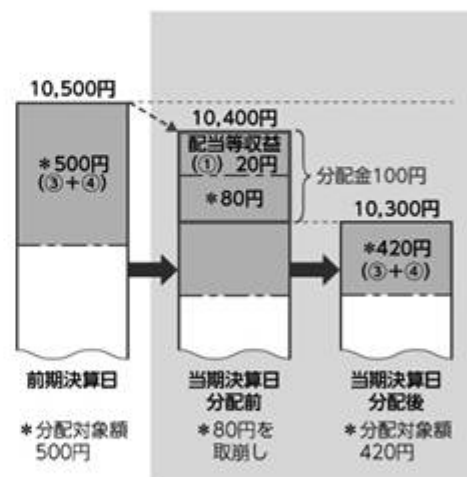 10,500円
10,400円
配当等収益
(①) 20円
*500円
(③+④)
*80円
分配金100円
10,300円
*420円
(③+④)
前期決算日
当期決算日
分配前
当期決算日
分配後
*分配対象額
500円
*80円を
取崩し
*分配対象額
420円